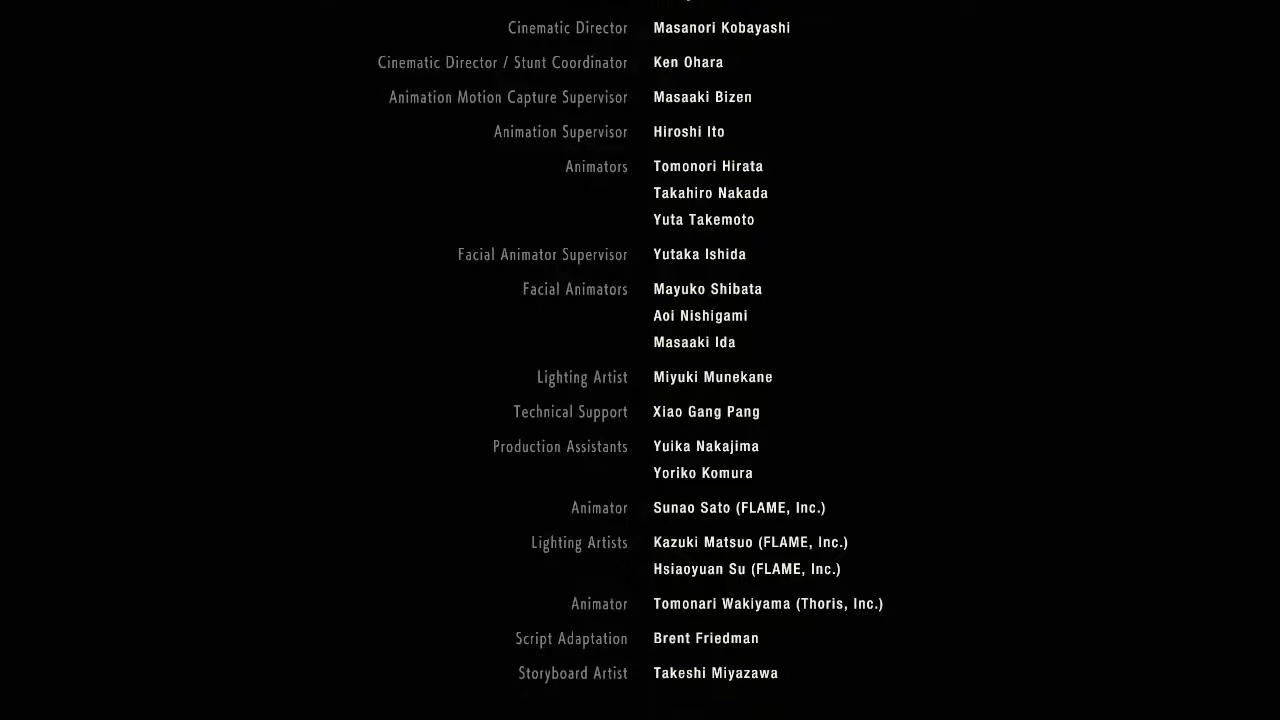 Cinematic Director Masanori Kobayashi
Cinematic Director / Stunt Coordinator Ken Ohara
Animation Motion Capture Supervisor Masaaki Bizen
Animation Supervisor Hiroshi Ito
Animators Tomonori Hirata
Takahiro Nakada
Yuta Takemoto
Facial Animator Supervisor Yutaka Ishida
Facial Animators Mayuko Shibata
Aoi Nishigami
Masaaki Ida
Lighting Artist Miyuki Munekane
Technical Support Xiao Gang Pang
Production Assistants Yuika Nakajima
Yoriko Komura
Animator Sunao Sato (FLAME, Inc.)
Lighting Artists Kazuki Matsuo (FLAME, Inc.)
Hsiaoyuan Su (FLAME, Inc.)
Animator Tomonari Wakiyama (Thoris, Inc.)
Script Adaptation Brent Friedman
Storyboard Artist Takeshi Miyazawa